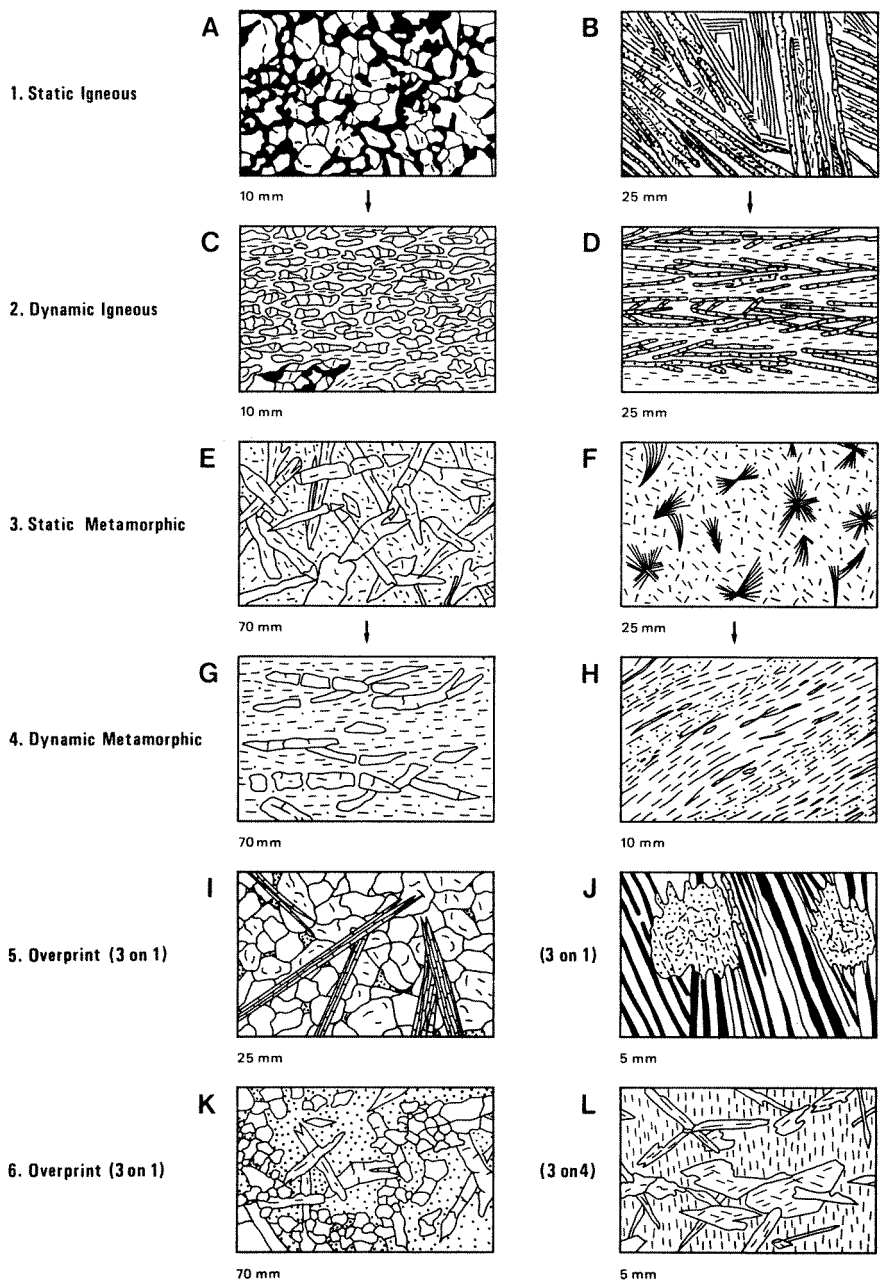 A
B
1. Static Igneous
10 mm
25 mm
C
D
2. Dynamic Igneous
10 mm
25 mm
E
F
3. Static Metamorphic
70 mm
25 mm
G
H
4. Dynamic Metamorphic
70 mm
10 mm
I
J
5. Overprint (3 on 1)
(3 on 1)
25 mm
5 mm
K
L
6. Overprint (3 on 1)
(3 on 4)
70 mm
5 mm